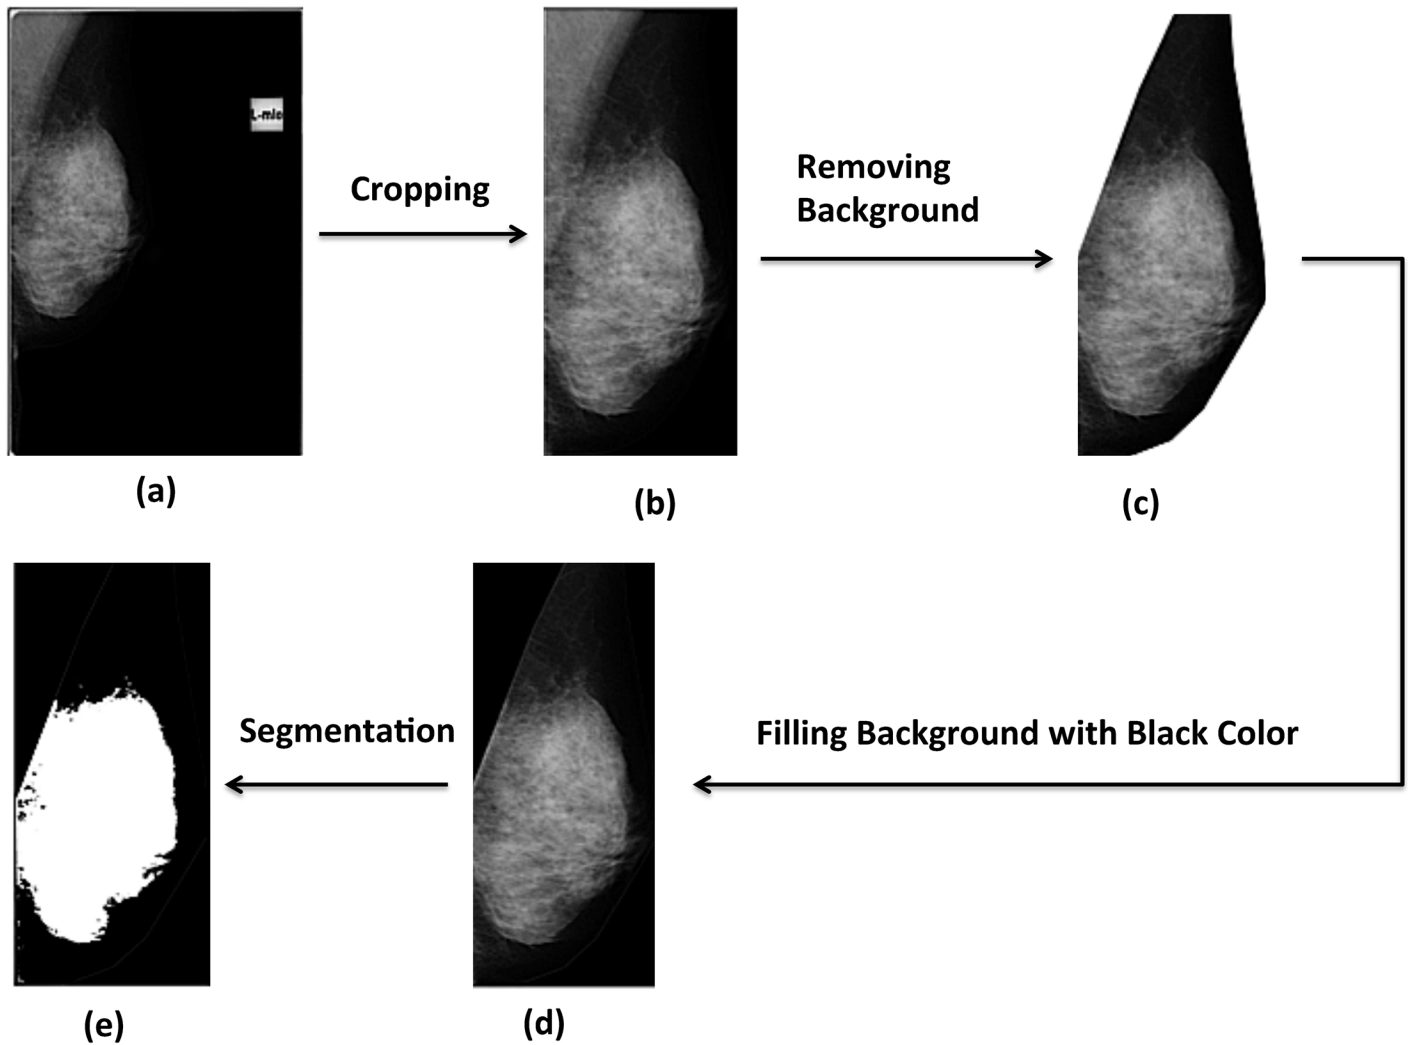 L-mlo
Cropping
Removing
Background
(a)
(b)
(c)
Segmentation
Filling Background with Black Color
(e)
(d)